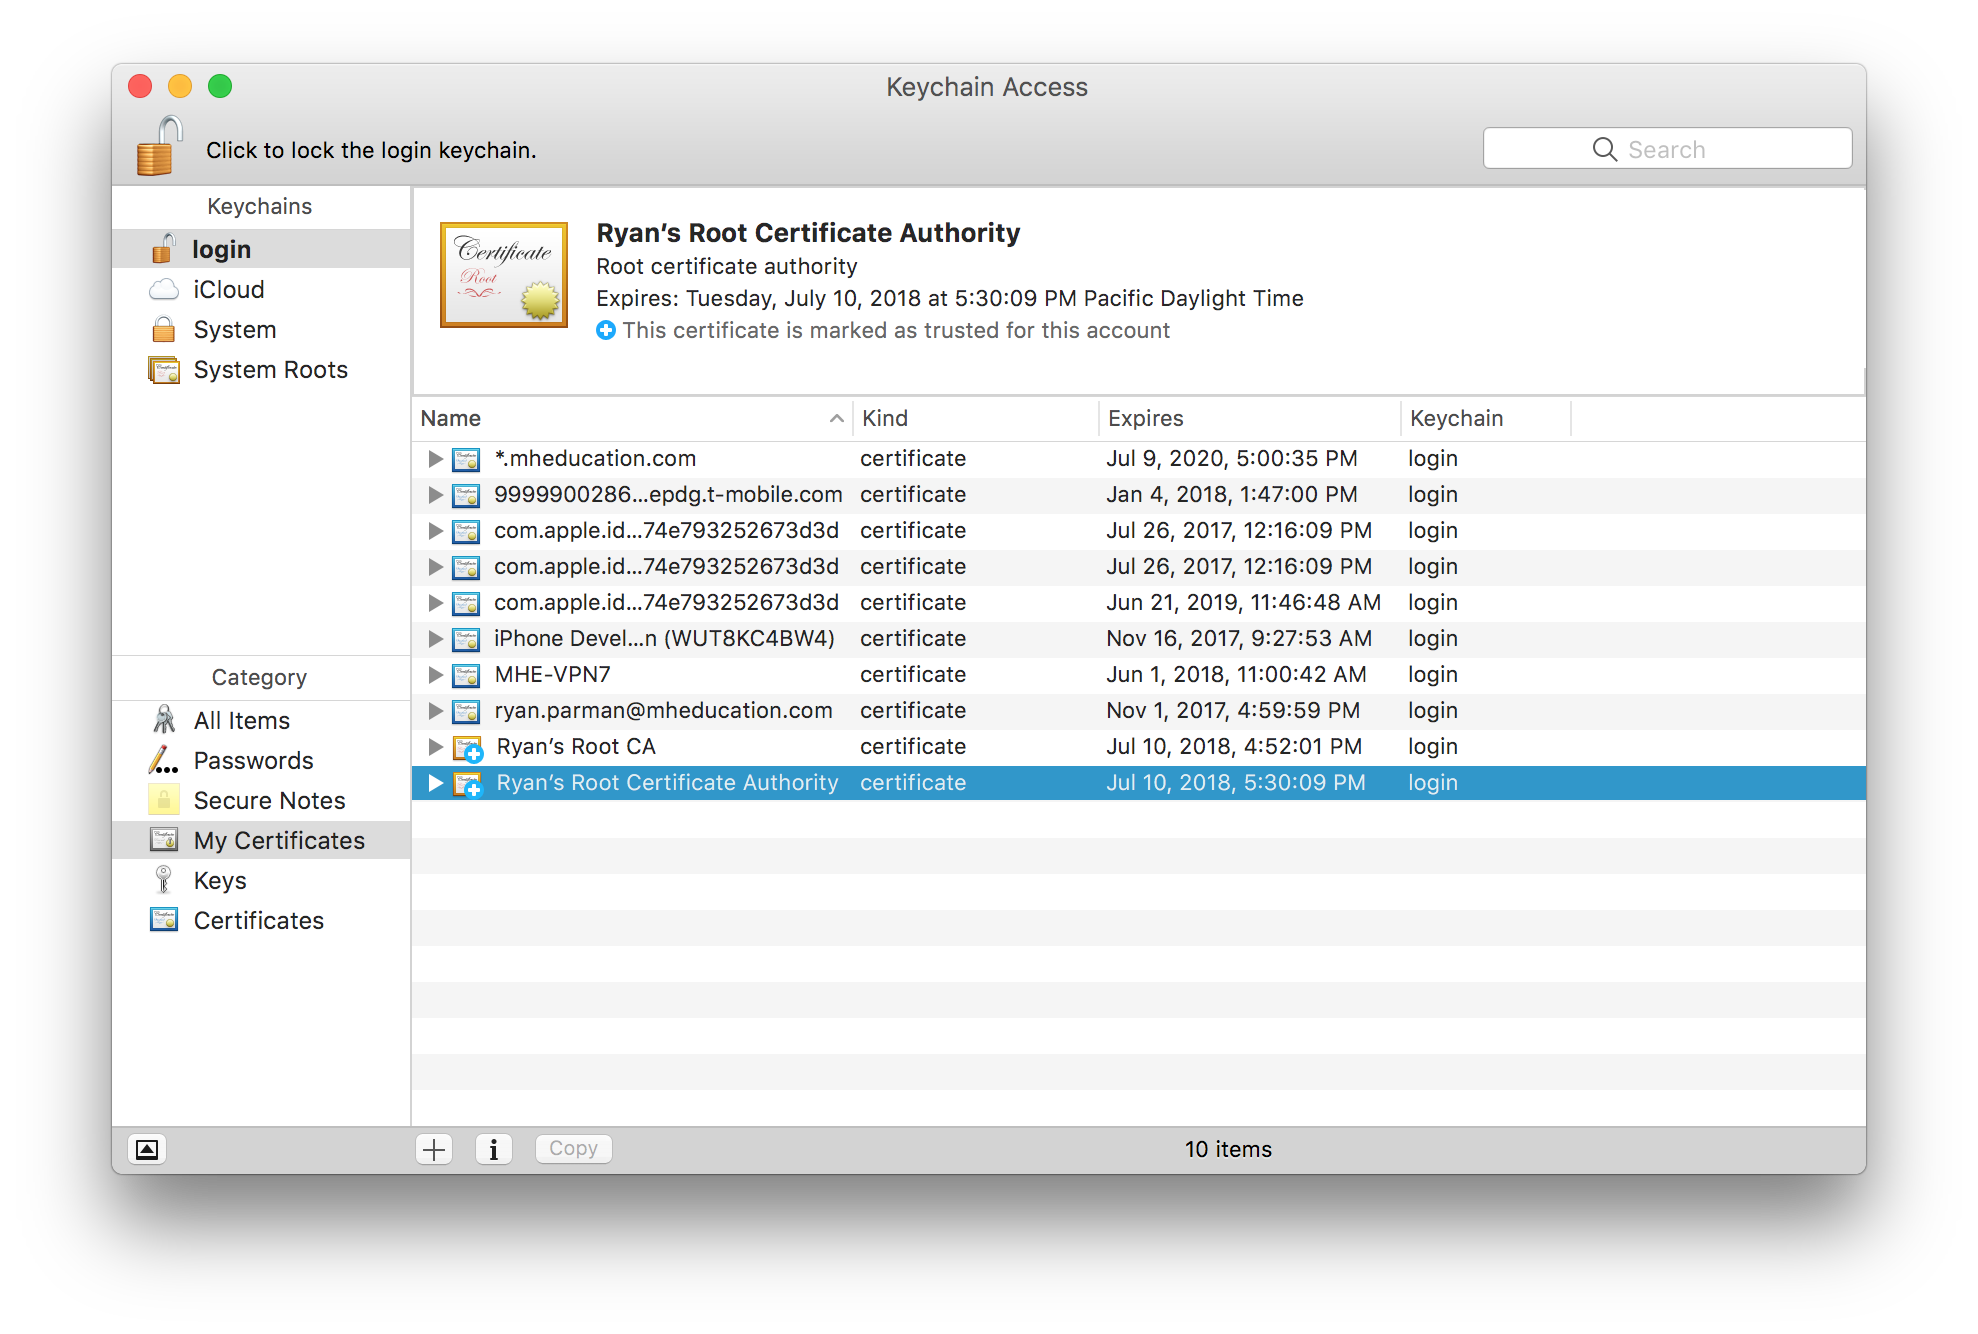 Keychain Access
Click to lock the login keychain.
Search
Keychains
login
iCloud
System
System Roots
Certificate
Root
Ryan’s Root Certificate Authority
Root certificate authority
Expires: Tuesday, July 10, 2018 at 5:30:09 PM Pacific Daylight Time
This certificate is marked as trusted for this account
Name Kind Expires Keychain
*.mheducation.com certificate Jul 9, 2020, 5:00:35 PM login
9999900286...epdg.t-mobile.com certificate Jan 4, 2018, 1:47:00 PM login
com.apple.id...74e793252673d3d certificate Jul 26, 2017, 12:16:09 PM login
com.apple.id...74e793252673d3d certificate Jul 26, 2017, 12:16:09 PM login
com.apple.id...74e793252673d3d certificate Jun 21, 2019, 11:46:48 AM login
iPhone Devel...n (WUT8KC4BW4) certificate Nov 16, 2017, 9:27:53 AM login
MHE-VPN7 certificate Jun 1, 2018, 11:00:42 AM login
ryan.parman@mheducation.com certificate Nov 1, 2017, 4:59:59 PM login
Ryan’s Root CA certificate Jul 10, 2018, 4:52:01 PM login
Ryan’s Root Certificate Authority certificate Jul 10, 2018, 5:30:09 PM login
Category
All Items
Passwords
Secure Notes
My Certificates
Keys
Certificates
Copy
10 items